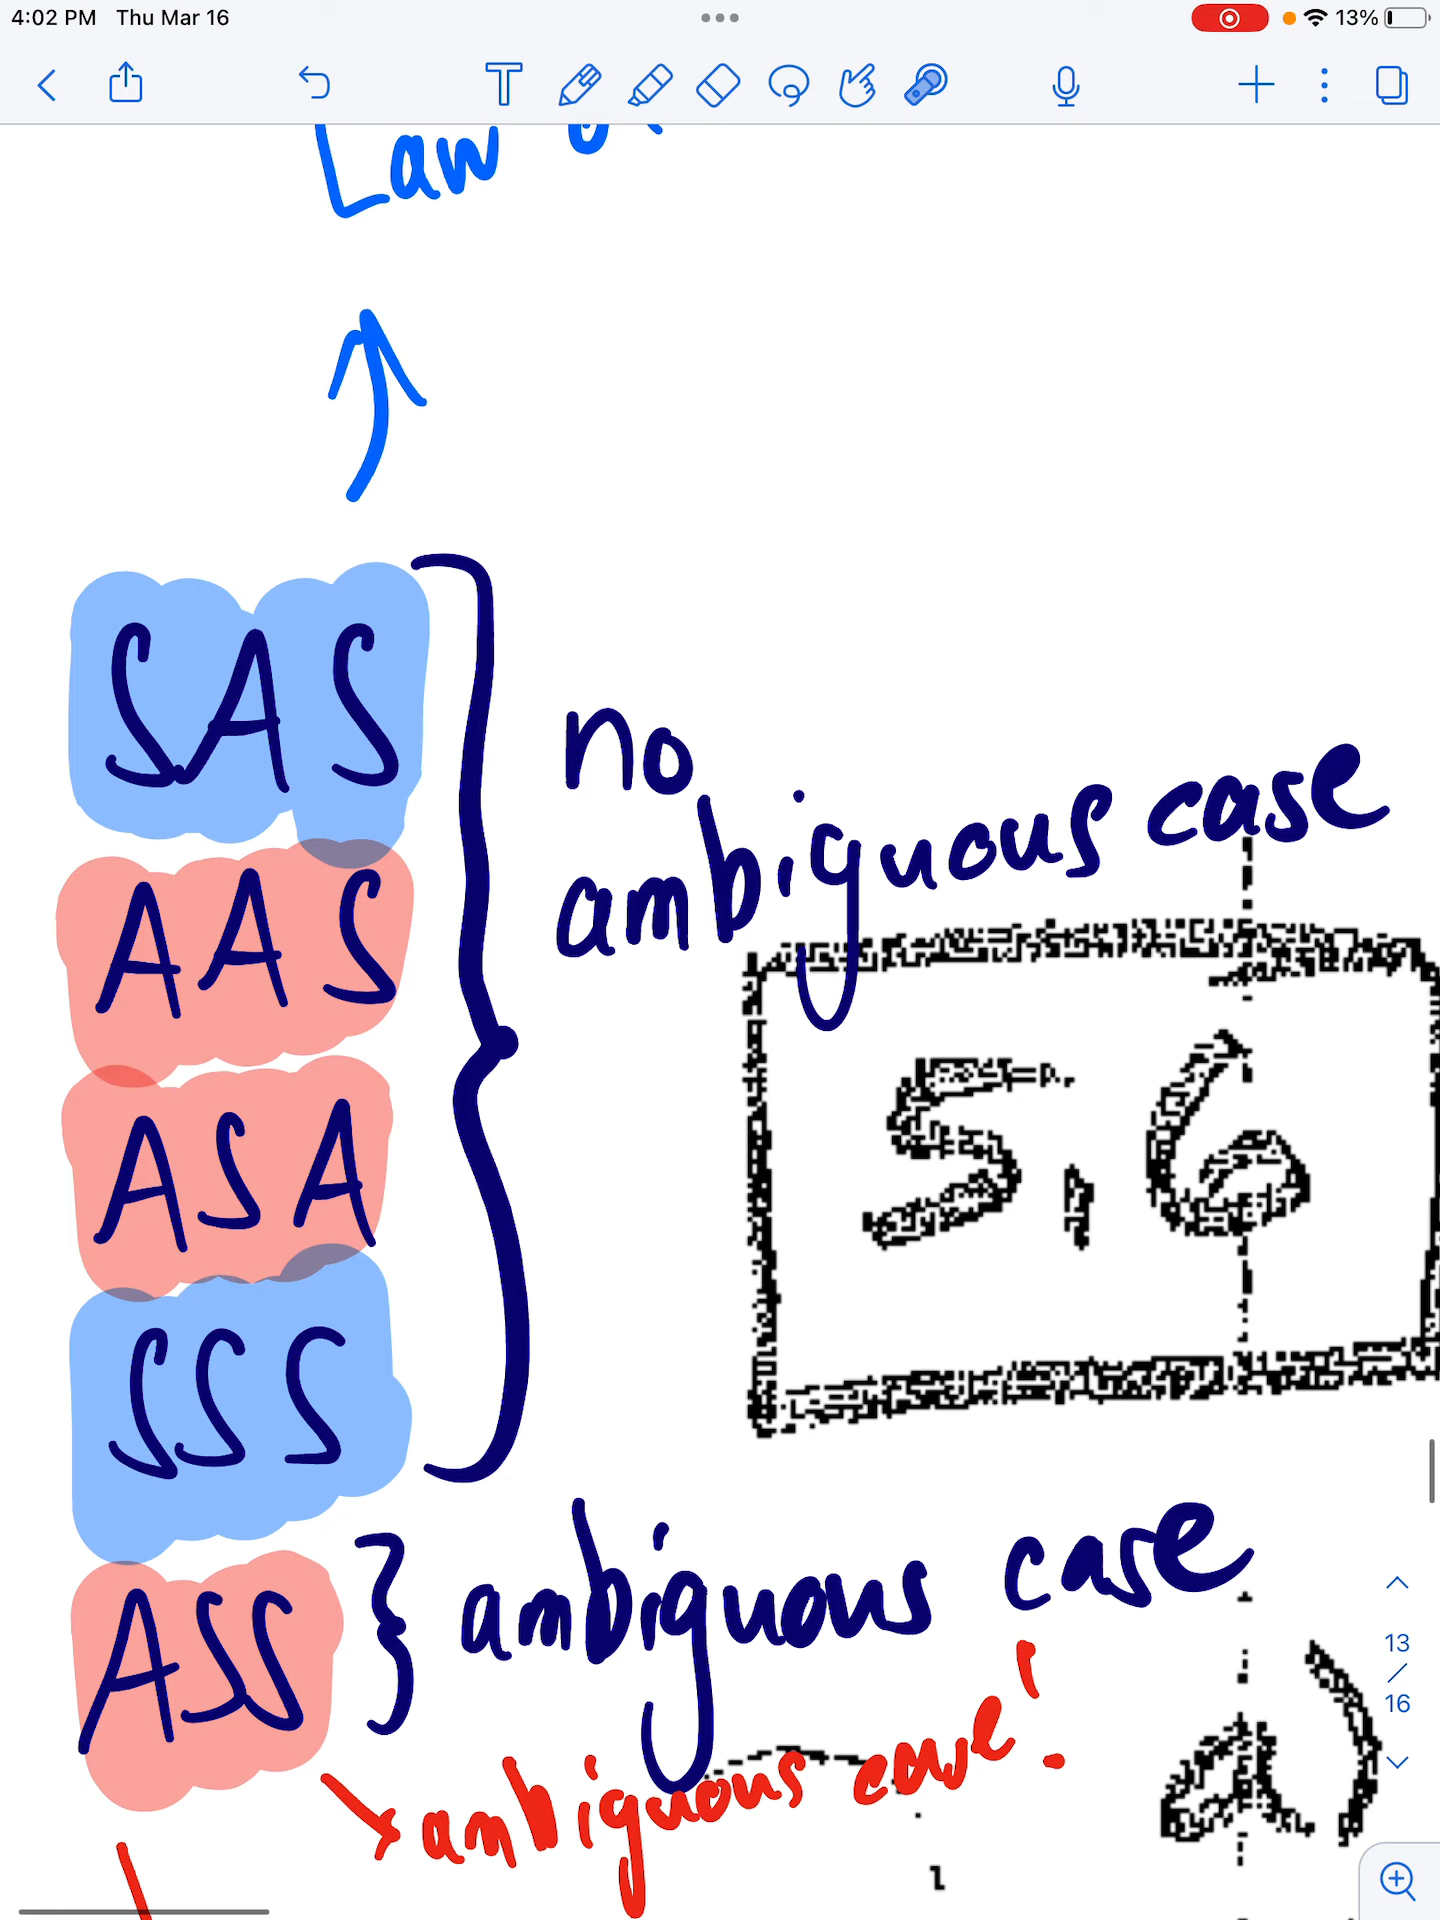 4:02 PM Thu Mar 16
13%
T
Law
SAS
AAS
ASA
SSS
no
ambiguous case
5.6
ASS
ambiguous case
ambiguous case!
13
/
16